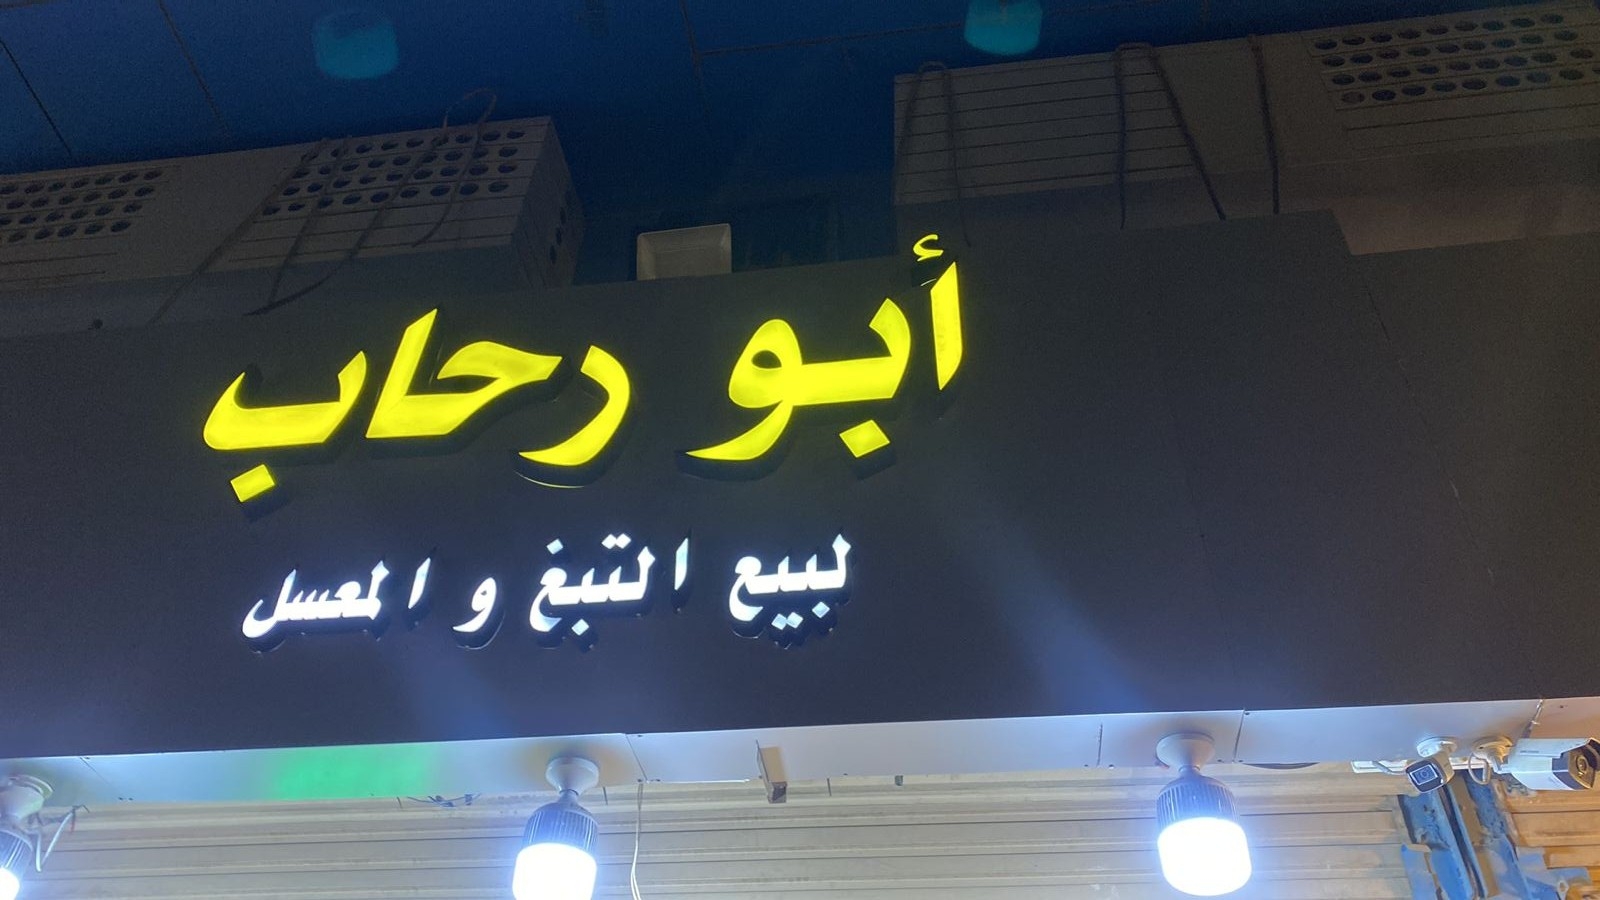 أبو رحاب
لبيع التبغ و المعسل